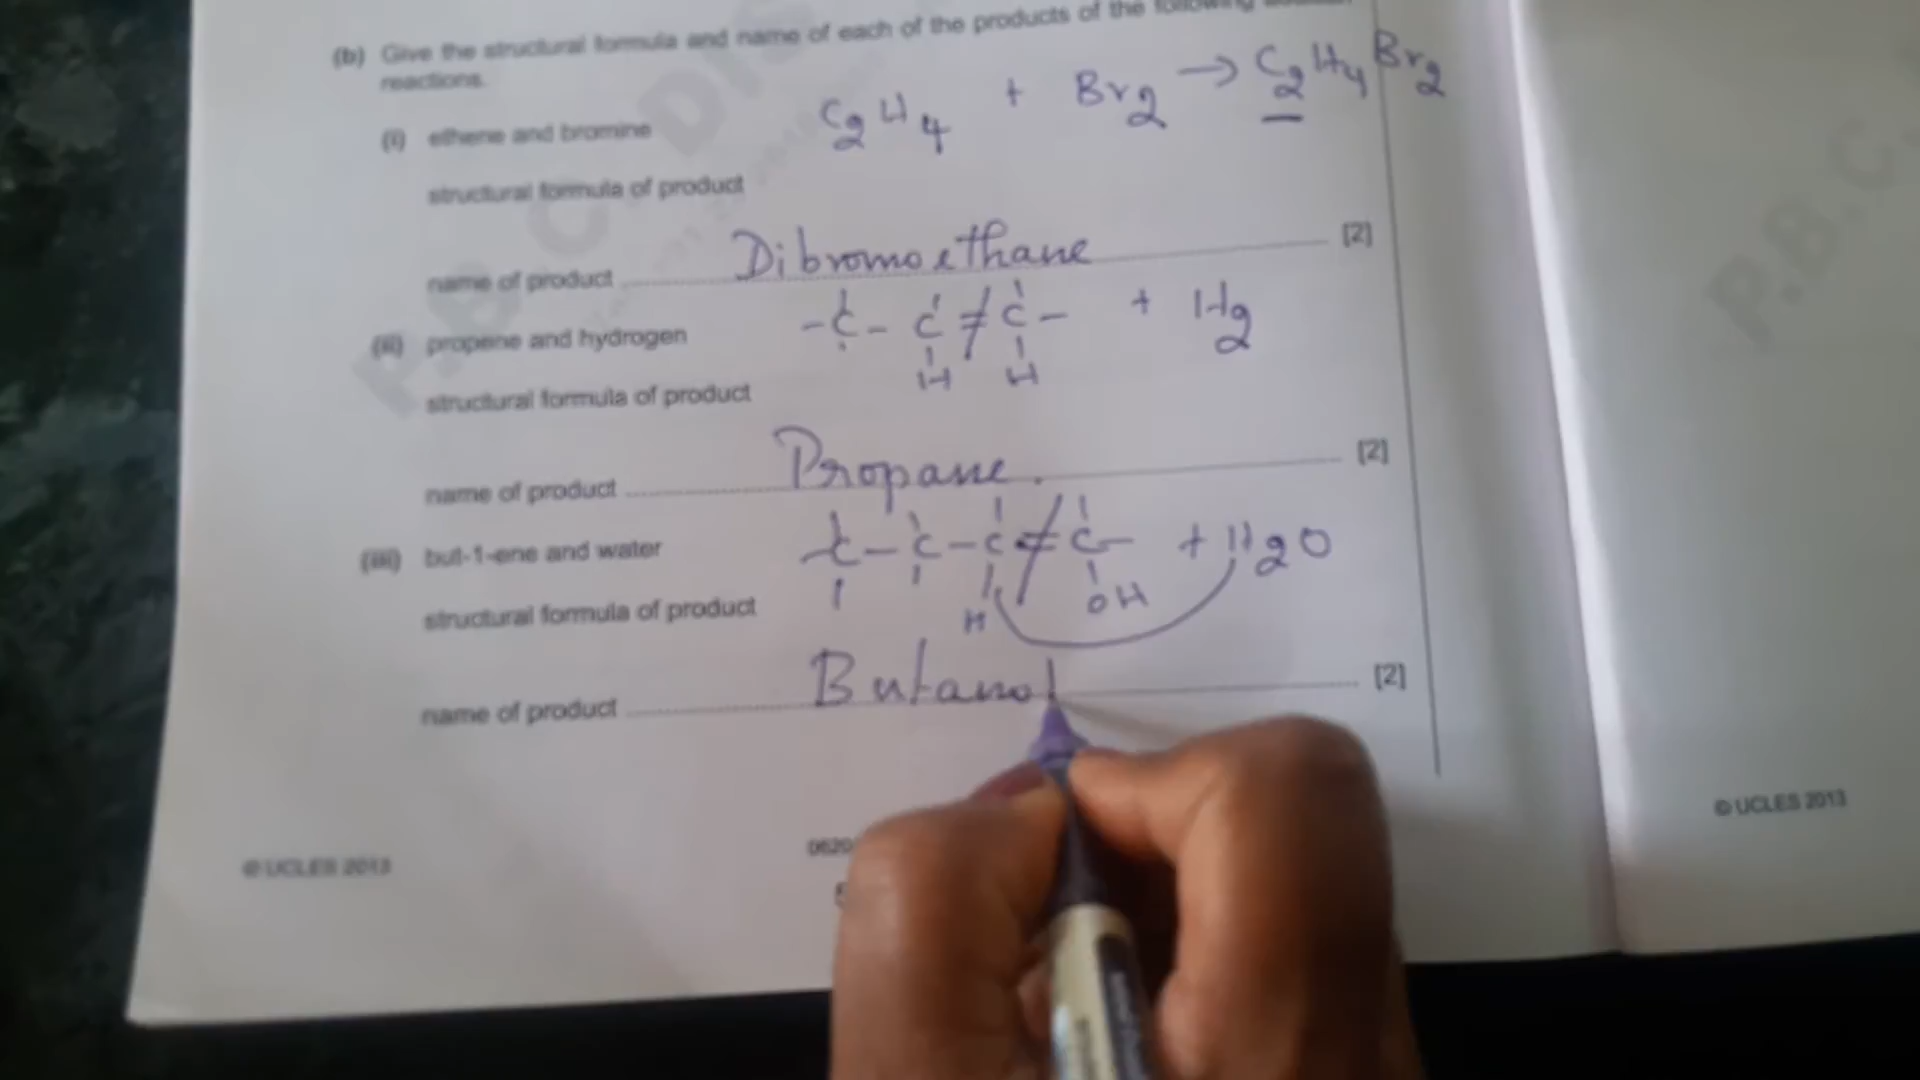 (b) Give the structural formula and name of each of the products of the following
reactions.
C2H4 + Br2 → C2H4Br2
(i) ethene and bromine
structural formula of product
name of product Dibromoethane [2]
-C-C=C- + H2
H H
(ii) propene and hydrogen
structural formula of product
name of product Propane. [2]
-C-C-C=C- + H2O
H OH
(iii) but-1-ene and water
structural formula of product
name of product Butanol [2]
© UCLES 2013
0620
© UCLES 2013